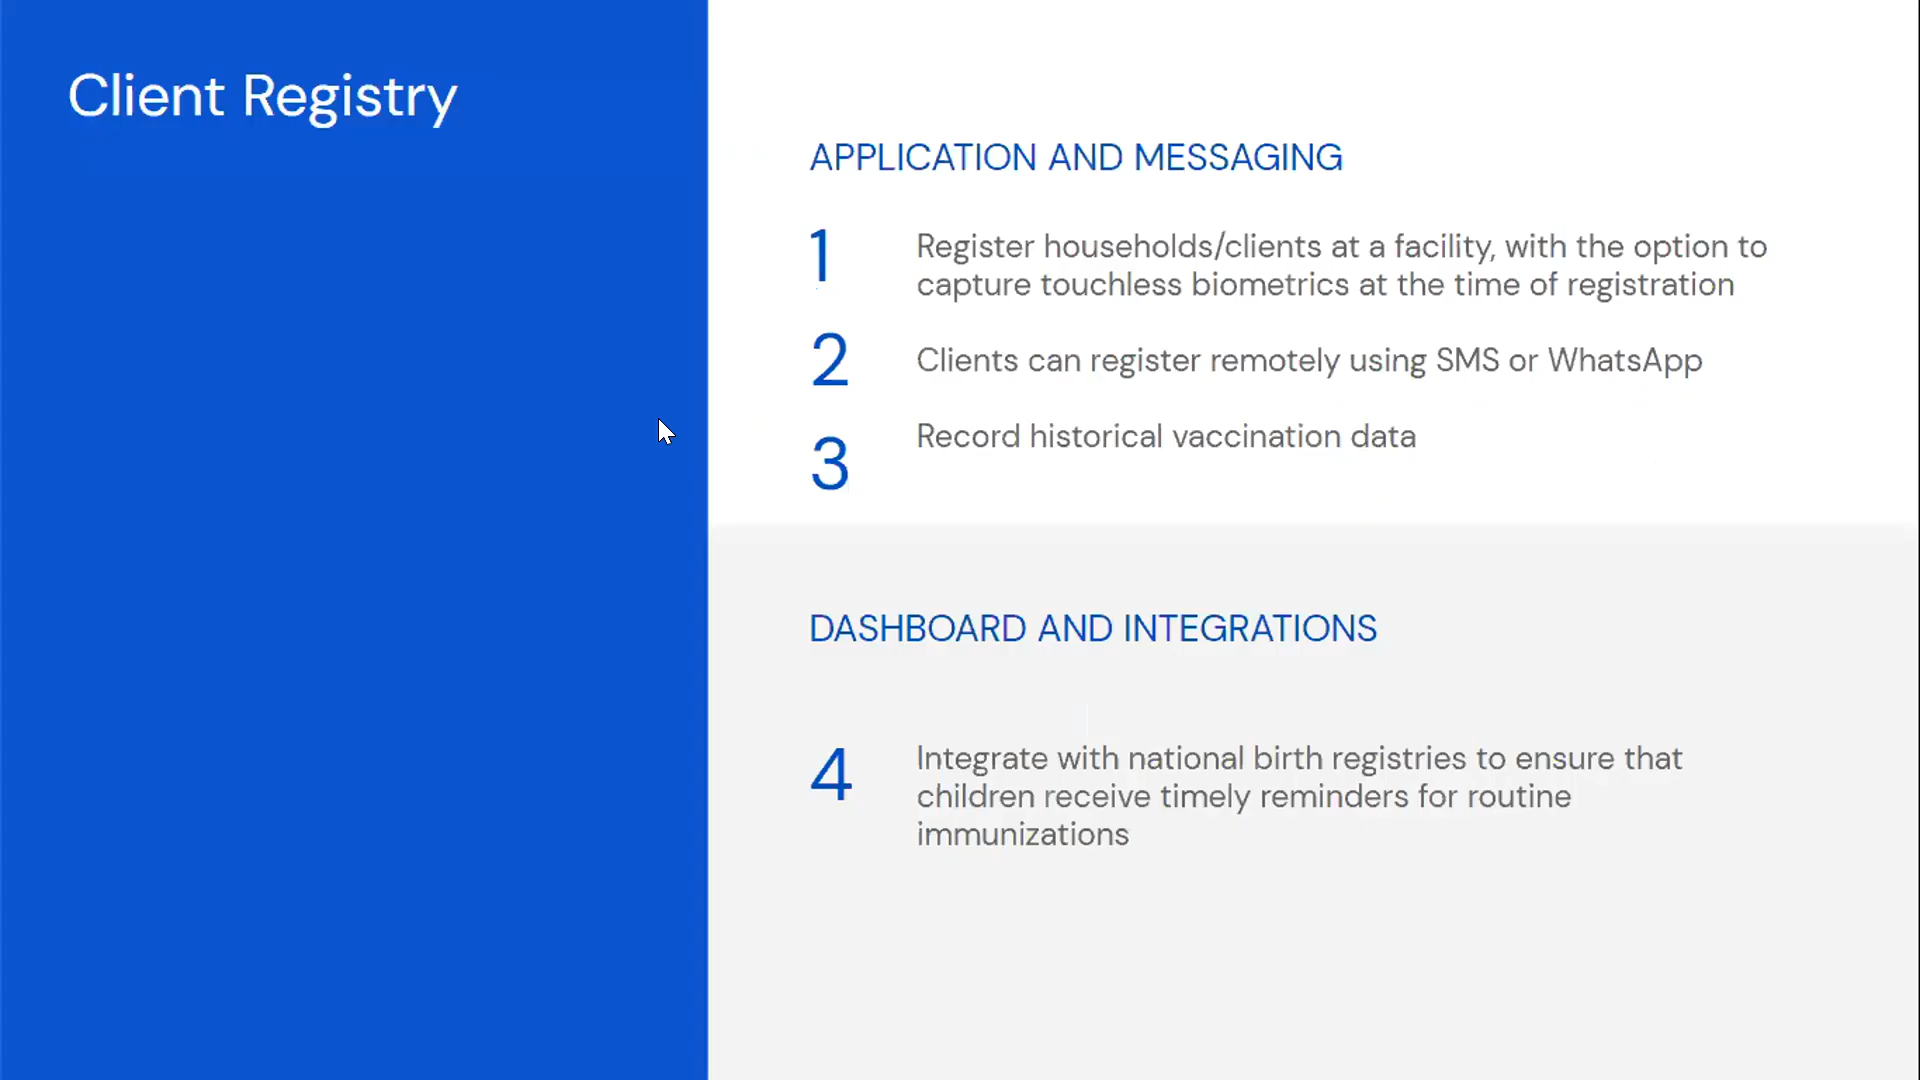 Client Registry
APPLICATION AND MESSAGING
1
Register households/clients at a facility, with the option to
capture touchless biometrics at the time of registration
2
Clients can register remotely using SMS or WhatsApp
3
Record historical vaccination data
DASHBOARD AND INTEGRATIONS
4
Integrate with national birth registries to ensure that
children receive timely reminders for routine
immunizations